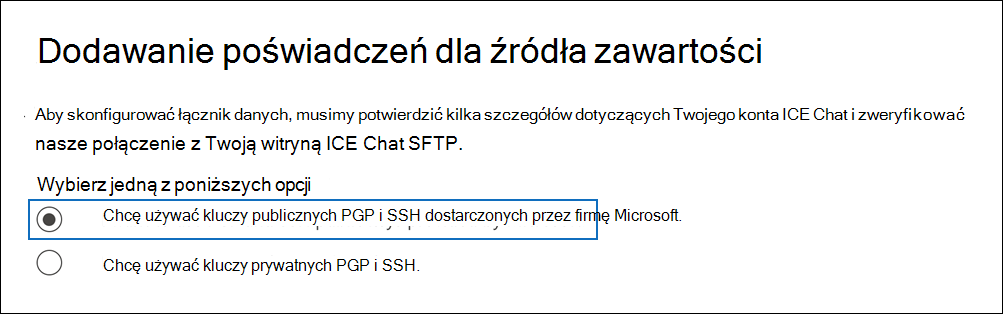 Dodawanie poświadczeń dla źródła zawartości
Aby skonfigurować łącznik danych, musimy potwierdzić kilka szczegółów dotyczących Twojego konta ICE Chat i zweryfikować
nasze połączenie z Twoją witryną ICE Chat SFTP.
Wybierz jedną z poniższych opcji
Chcę używać kluczy publicznych PGP i SSH dostarczonych przez firmę Microsoft.
Chcę używać kluczy prywatnych PGP i SSH.